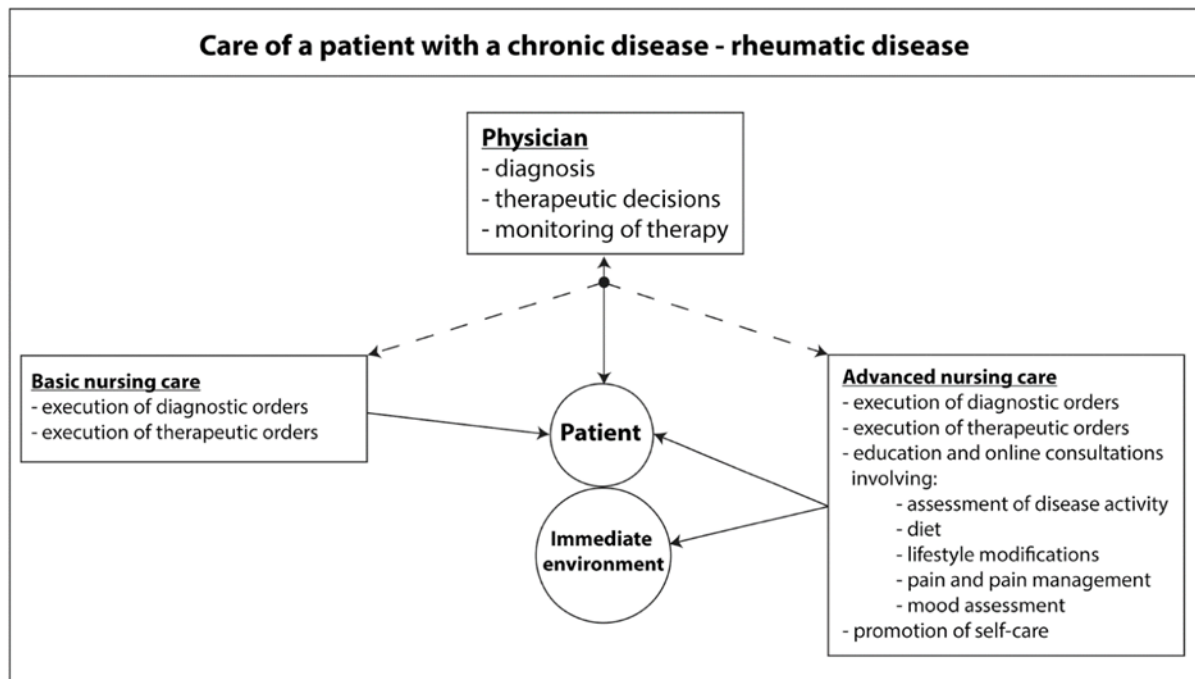 Care of a patient with a chronic disease - rheumatic disease
Physician
- diagnosis
- therapeutic decisions
- monitoring of therapy
Basic nursing care
- execution of diagnostic orders
- execution of therapeutic orders
Patient
Immediate
environment
Advanced nursing care
- execution of diagnostic orders
- execution of therapeutic orders
- education and online consultations
involving:
- assessment of disease activity
- diet
- lifestyle modifications
- pain and pain management
- mood assessment
- promotion of self-care